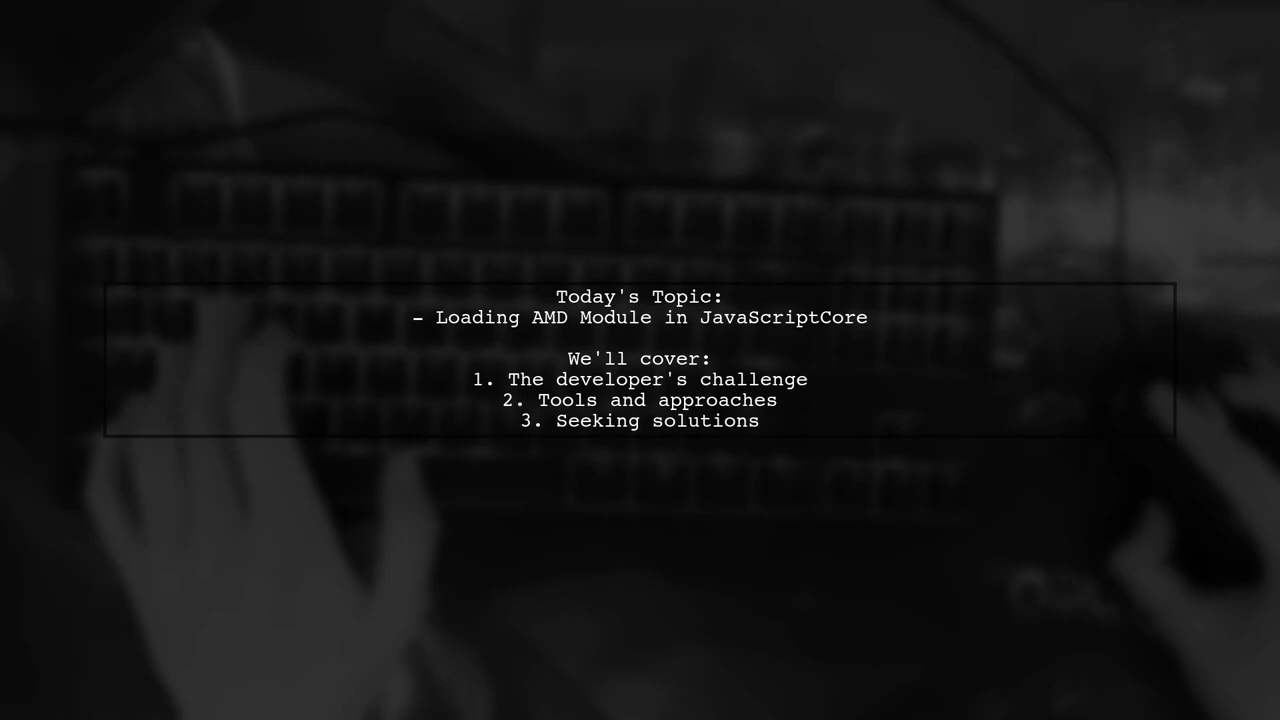 Today's Topic:
- Loading AMD Module in JavaScriptCore
We'll cover:
1. The developer's challenge
2. Tools and approaches
3. Seeking solutions